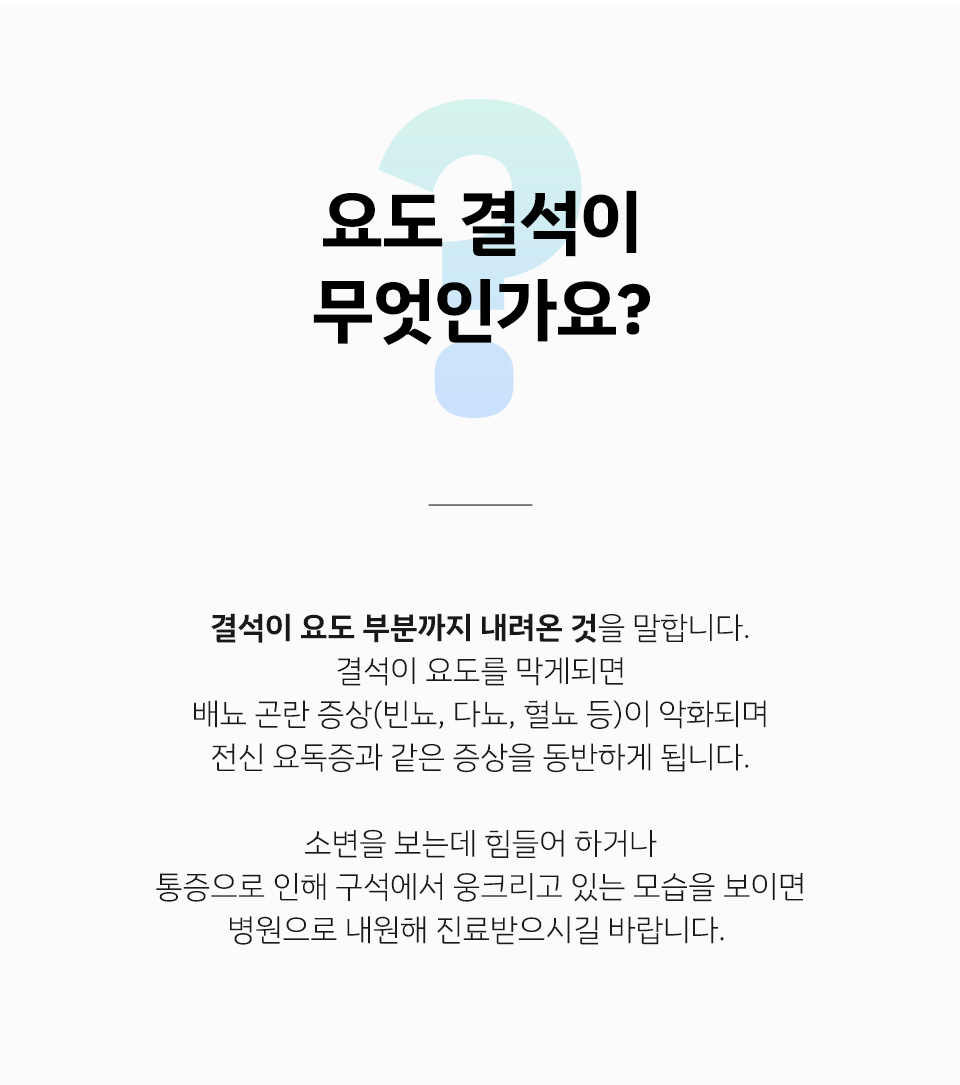 요도 결석이
무엇인가요?
결석이 요도 부분까지 내려온 것을 말합니다.
결석이 요도를 막게되면
배뇨 곤란 증상(빈뇨, 다뇨, 혈뇨 등)이 악화되며
전신 요독증과 같은 증상을 동반하게 됩니다.
소변을 보는데 힘들어 하거나
통증으로 인해 구석에서 웅크리고 있는 모습을 보이면
병원으로 내원해 진료받으시길 바랍니다.